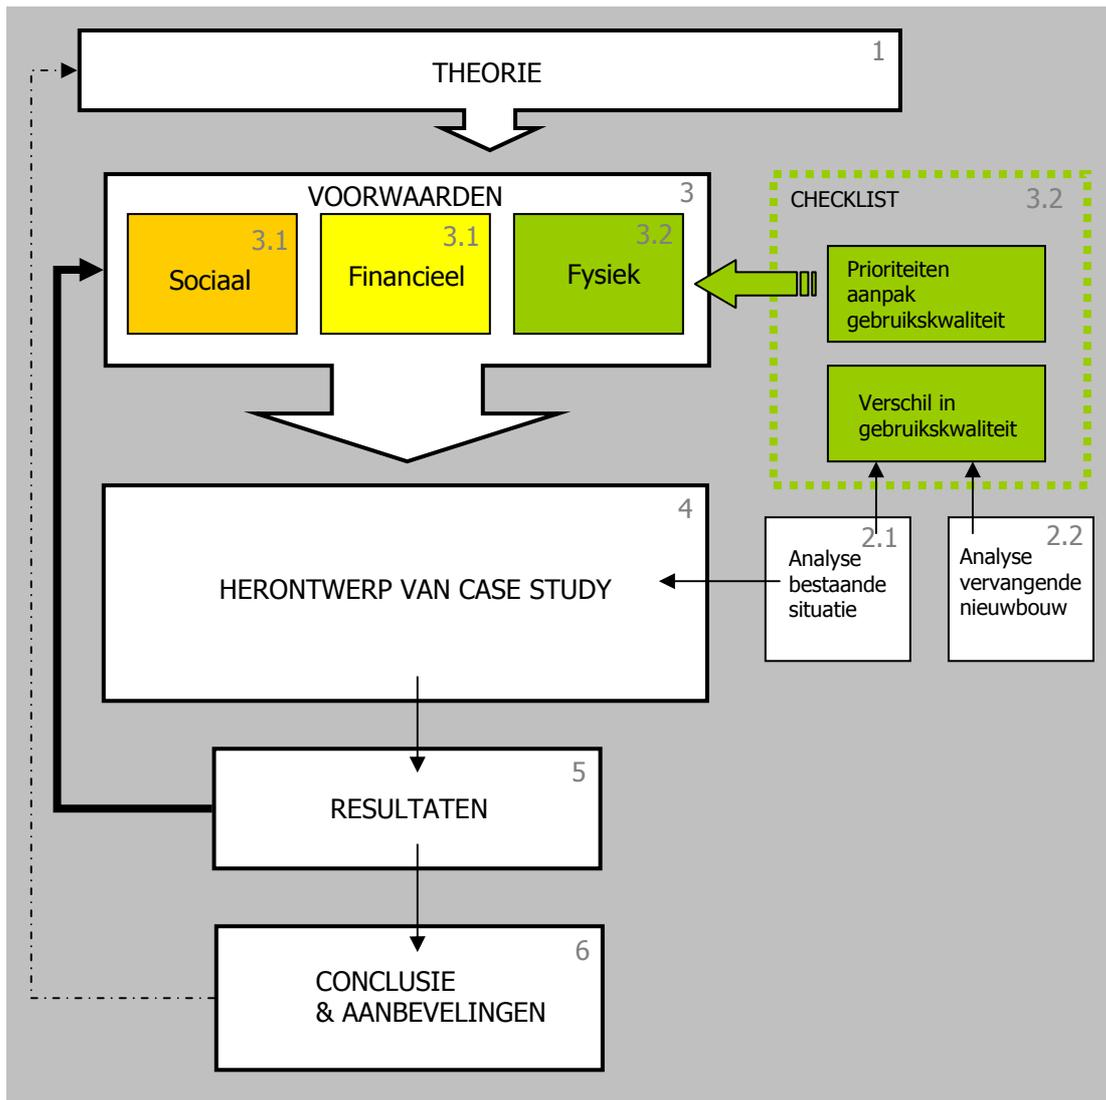 1
THEORIE
VOORWAARDEN
3
3.1
Sociaal
3.1
Financieel
3.2
Fysiek
CHECKLIST
3.2
Prioriteiten
aanpak
gebruikskwaliteit
Verschil in
gebruikskwaliteit
4
HERONTWERP VAN CASE STUDY
2.1
Analyse
bestaande
situatie
2.2
Analyse
vervangende
nieuwbouw
5
RESULTATEN
6
CONCLUSIE
& AANBEVELINGEN